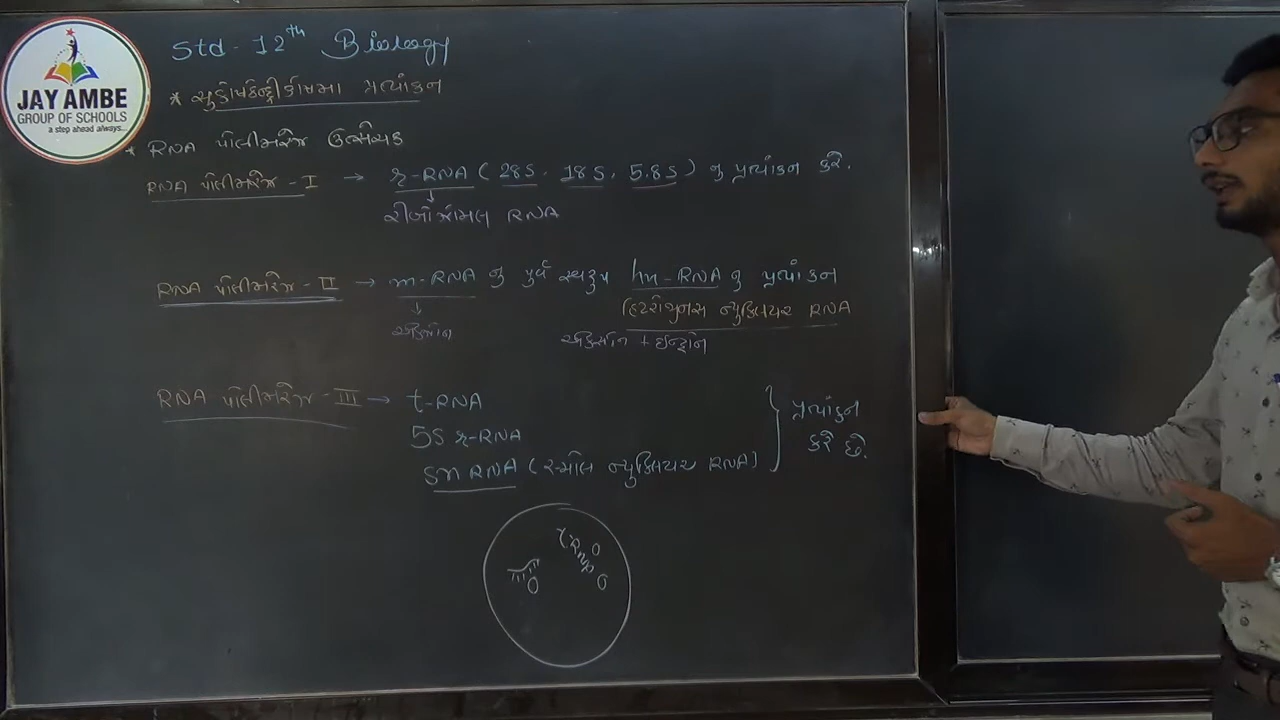 JAY AMBE
GROUP OF SCHOOLS
a step ahead always...
Std - 12th Biology
* સુકોષકેન્દ્રીકોષમા પ્રત્યાંકન
* RNA પોલીમરેઝ ઉત્સેચક
RNA પોલીમરેઝ - I → r-RNA ( 28S, 18S, 5.8S ) નુ પ્રત્યાંકન કરે.
રીબોઝોમલ RNA
RNA પોલીમરેઝ - II → m-RNA નુ પુર્વ સ્વરૂપ hn-RNA નુ પ્રત્યાંકન
હિટરોજીનસ ન્યુક્લિયર RNA
એક્ઝોન
એક્ઝોન + ઇન્ટ્રોન
RNA પોલીમરેઝ - III → t-RNA
5S r-RNA
Sn RNA ( સ્મોલ ન્યુક્લિયર RNA )
પ્રત્યાંકન
કરે છે.